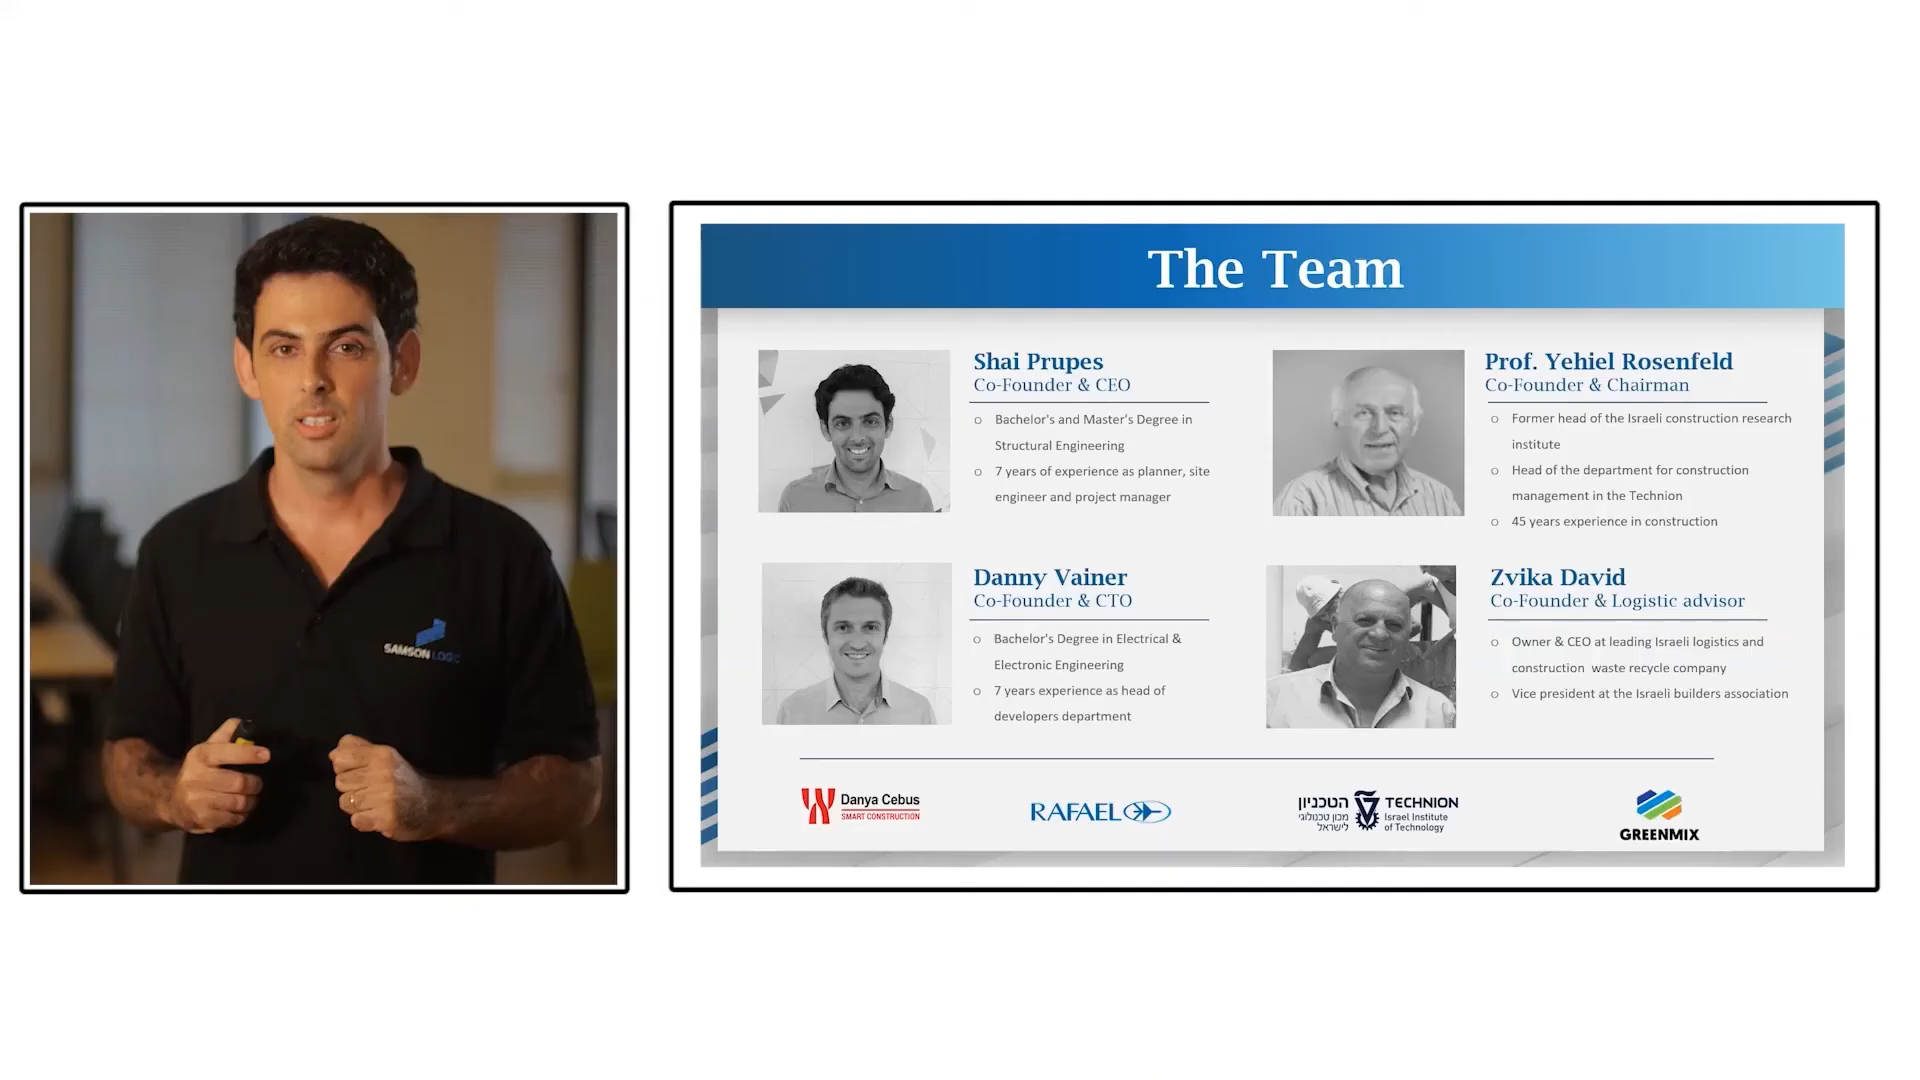 SAMSON LOGIC
The Team
Shai Prupes
Co-Founder & CEO
o Bachelor's and Master's Degree in
Structural Engineering
o 7 years of experience as planner, site
engineer and project manager
Prof. Yehiel Rosenfeld
Co-Founder & Chairman
o Former head of the Israeli construction research
institute
o Head of the department for construction
management in the Technion
o 45 years experience in construction
Danny Vainer
Co-Founder & CTO
o Bachelor's Degree in Electrical &
Electronic Engineering
o 7 years experience as head of
developers department
Zvika David
Co-Founder & Logistic advisor
o Owner & CEO at leading Israeli logistics and
construction waste recycle company
o Vice president at the Israeli builders association
Danya Cebus
SMART CONSTRUCTION
RAFAEL
הטכניון
מכון טכנולוגי
לישראל
TECHNION
Israel Institute
of Technology
GREENMIX